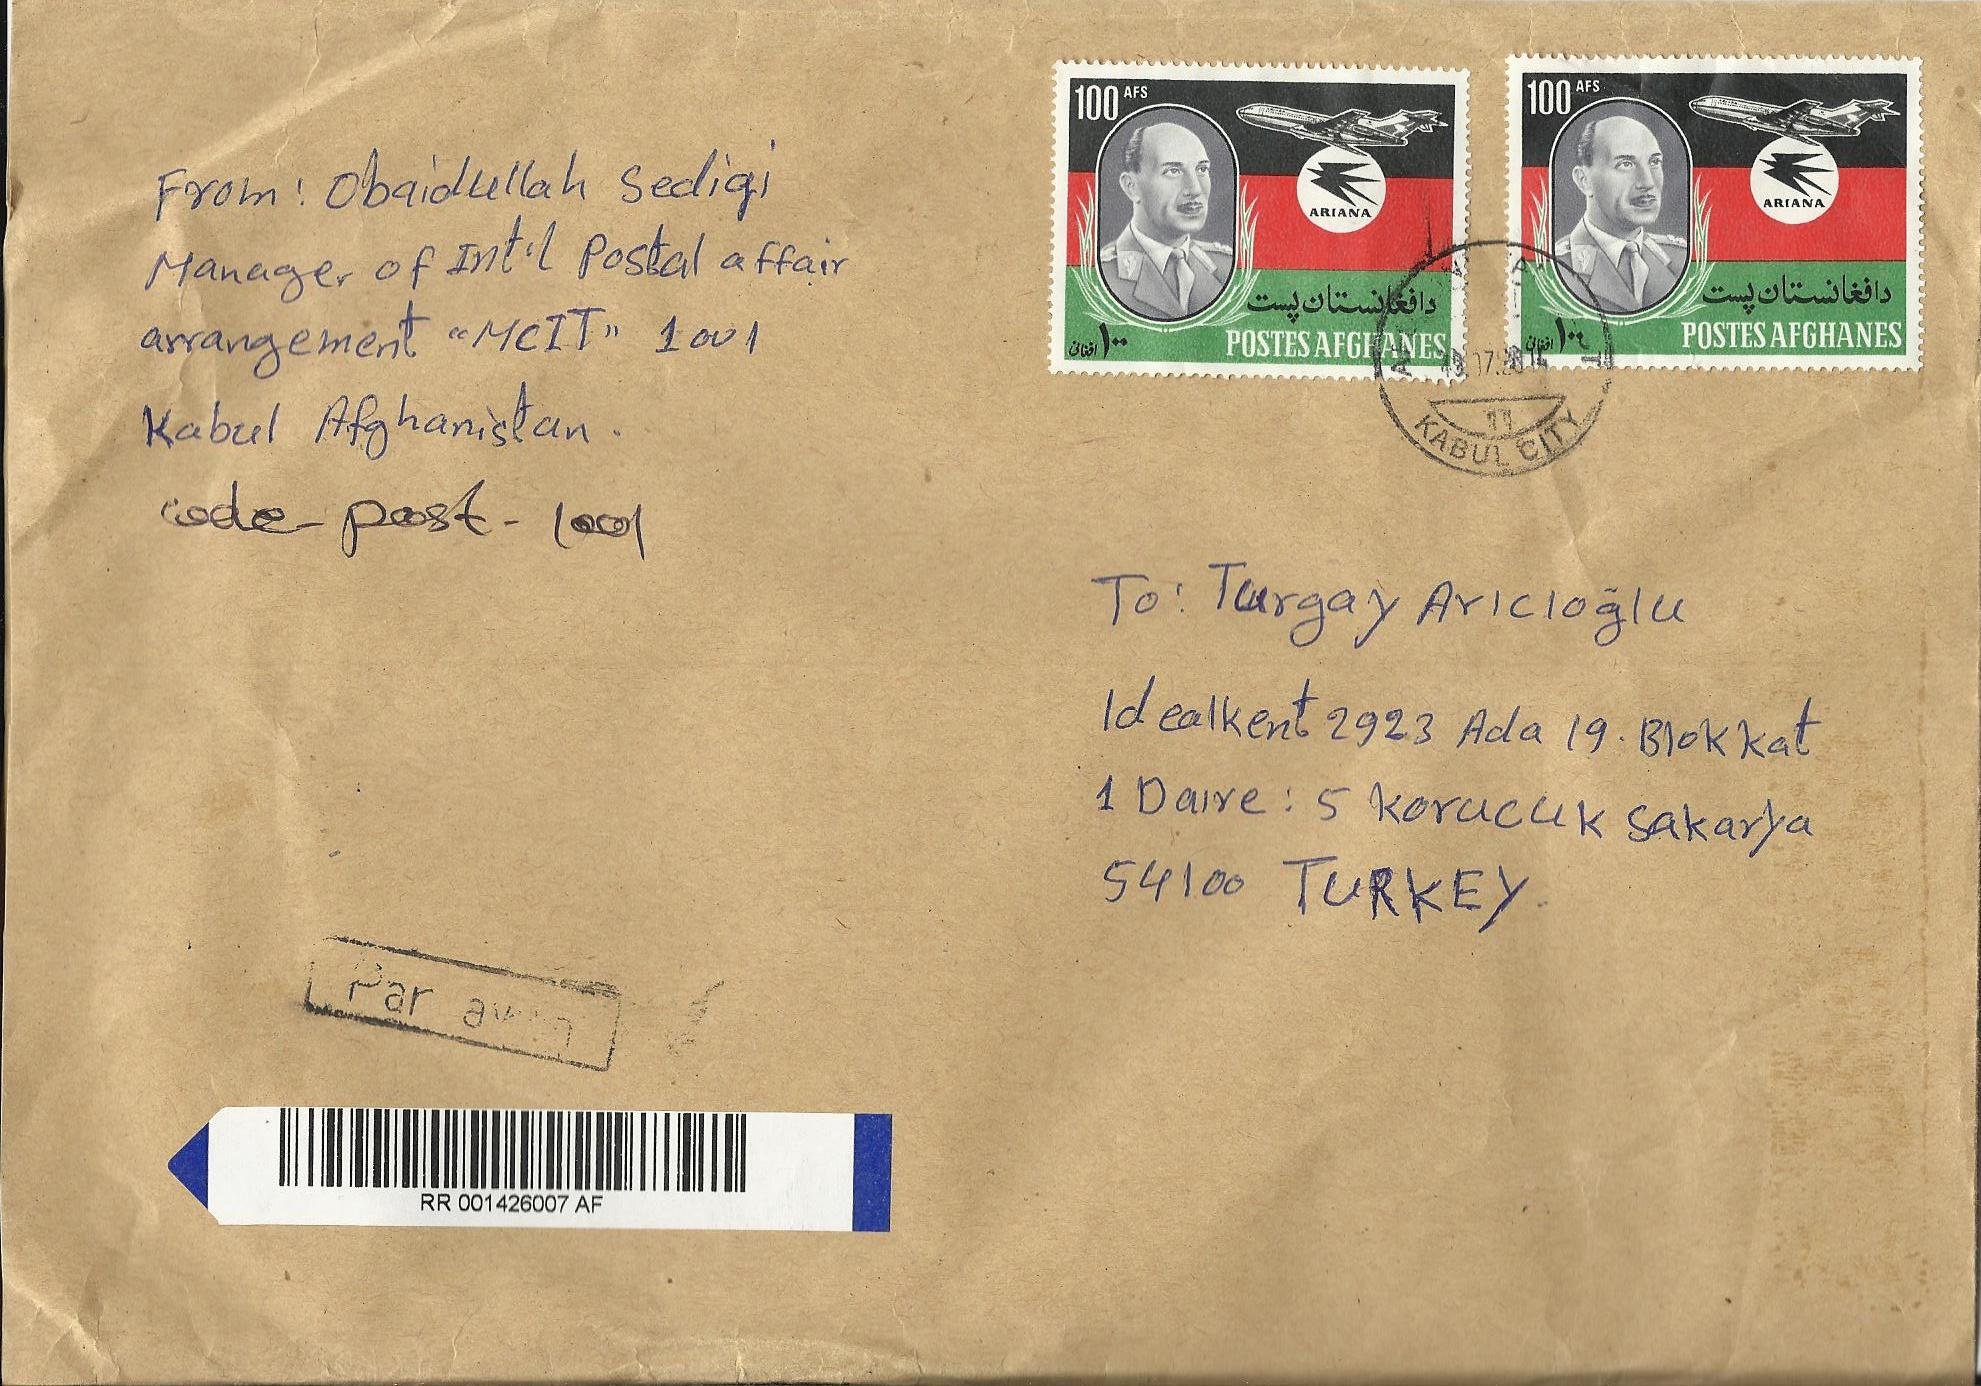 From: Obaidullah Sediqi
Manager of Int'l Postal affair
arrangement "MCIT" 1001
Kabul Afghanistan.
code-post-1001
100 AFS
ARIANA
دافغانستان پست
POSTES AFGHANES
۱۰۰ افغانی
100 AFS
ARIANA
دافغانستان پست
POSTES AFGHANES
۱۰۰ افغانی
KABUL CITY
To: Turgay Arıcıoğlu
Idealkent 2923 Ada 19. Blok kat
1 Daire: 5 Korucuk Sakarya
54100 TURKEY.
Par avion
RR 001426007 AF